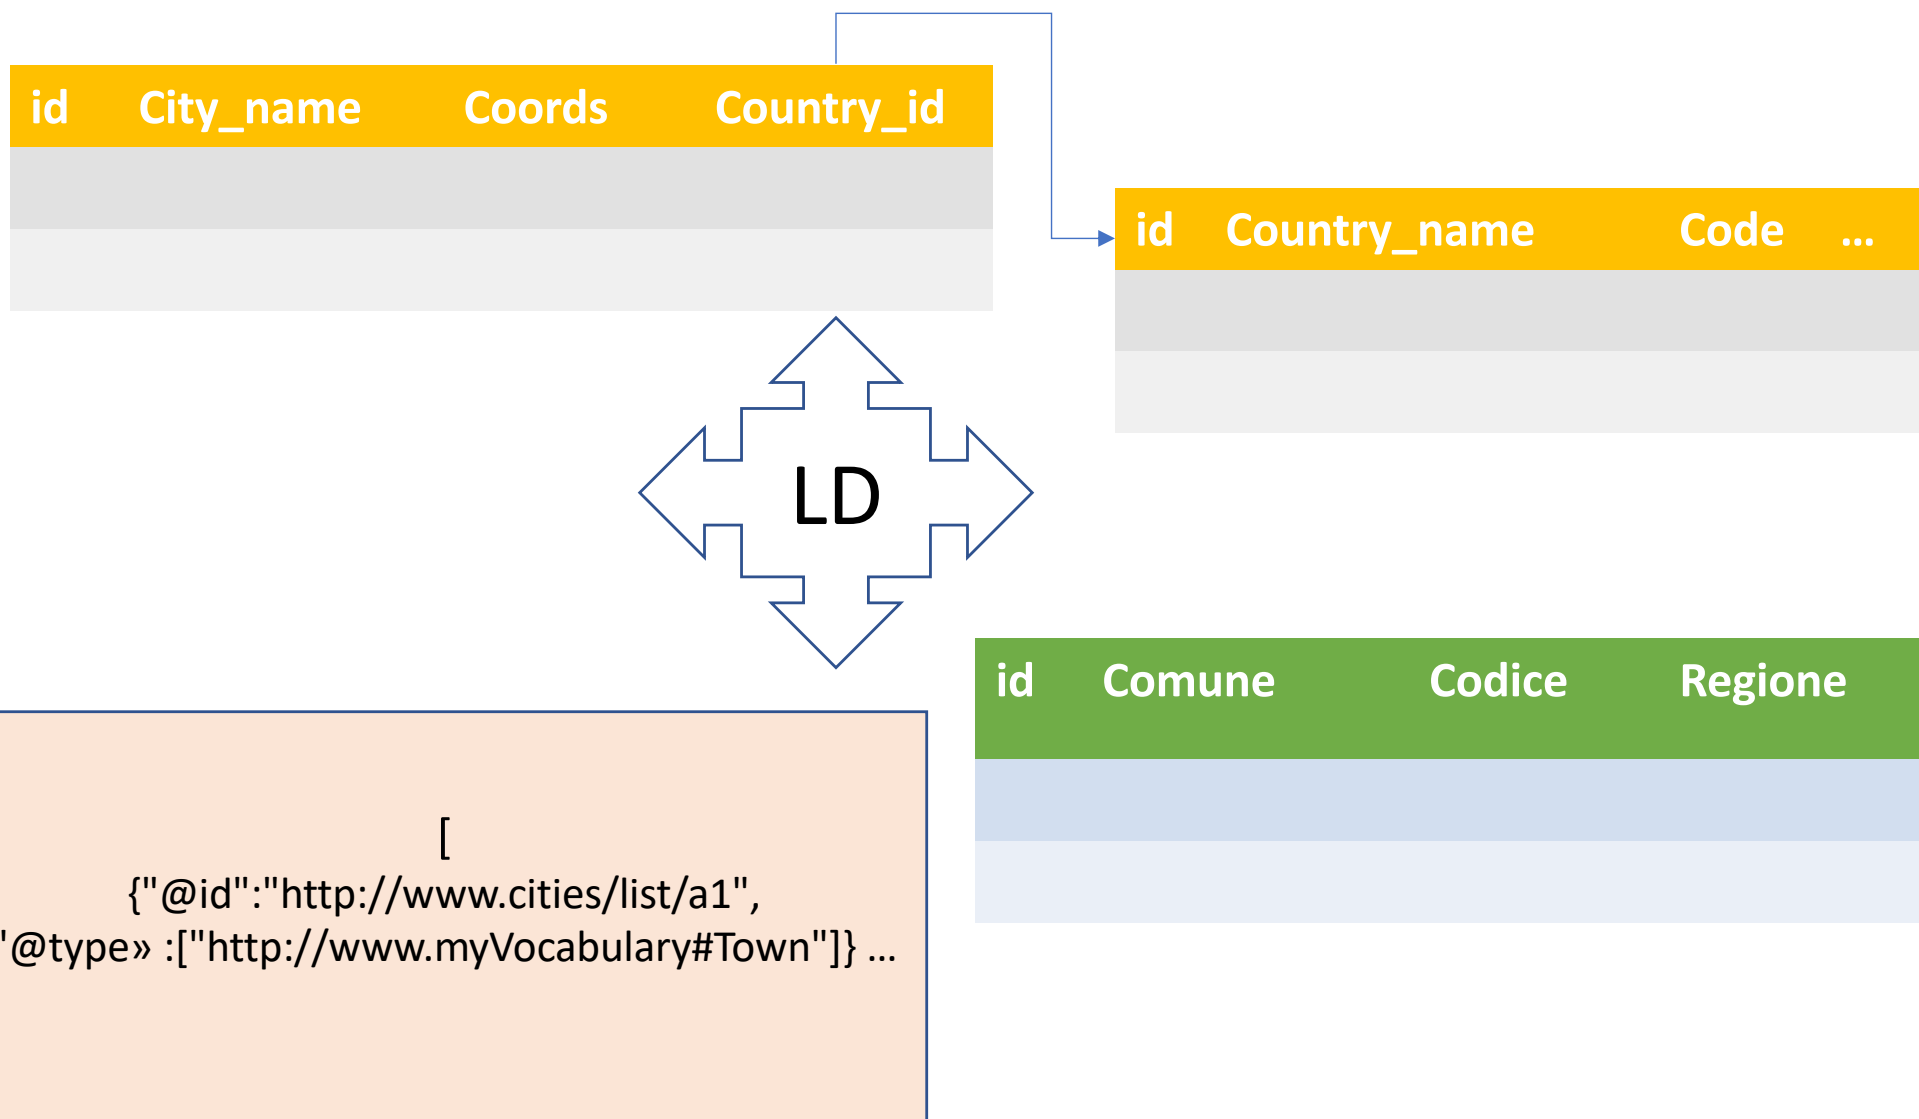 id City_name Coords Country_id
id Country_name Code ...
LD
id Comune Codice Regione
[
{"@id":"http://www.cities/list/a1",
"@type» :["http://www.myVocabulary#Town"]} ...